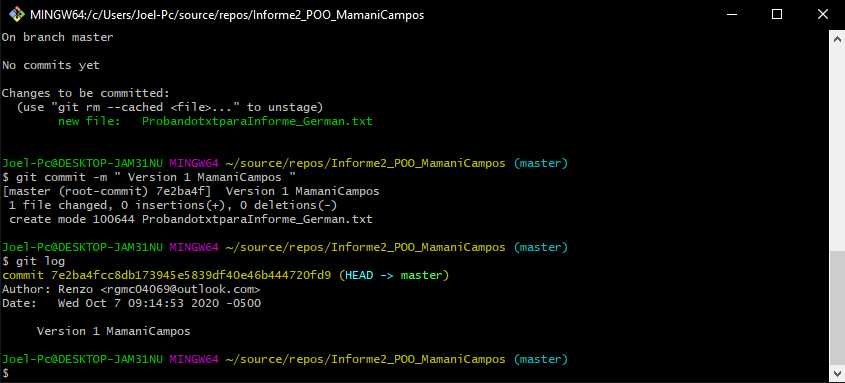 MINGW64:/c/Users/Joel-Pc/source/repos/Informe2_POO_MamaniCampos
On branch master
No commits yet
Changes to be committed:
  (use "git rm --cached <file>..." to unstage)
        new file:   ProbandotxtparaInforme_German.txt
Joel-Pc@DESKTOP-JAM31NU MINGW64 ~/source/repos/Informe2_POO_MamaniCampos (master)
$ git commit -m " Version 1 MamaniCampos "
[master (root-commit) 7e2ba4f]  Version 1 MamaniCampos
 1 file changed, 0 insertions(+), 0 deletions(-)
 create mode 100644 ProbandotxtparaInforme_German.txt
Joel-Pc@DESKTOP-JAM31NU MINGW64 ~/source/repos/Informe2_POO_MamaniCampos (master)
$ git log
commit 7e2ba4fcc8db173945e5839df40e46b444720fd9 (HEAD -> master)
Author: Renzo <rgmc04069@outlook.com>
Date:   Wed Oct 7 09:14:53 2020 -0500
     Version 1 MamaniCampos
Joel-Pc@DESKTOP-JAM31NU MINGW64 ~/source/repos/Informe2_POO_MamaniCampos (master)
$